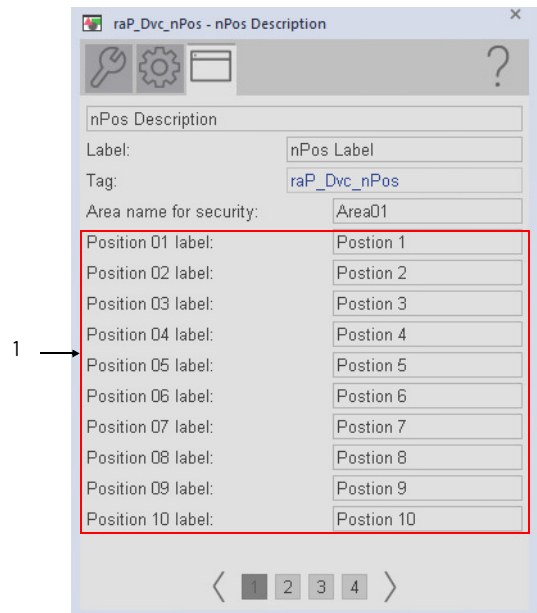 raP_Dvc_nPos - nPos Description
nPos Description
Label: nPos Label
Tag: raP_Dvc_nPos
Area name for security: Area01
Position 01 label: Postion 1
Position 02 label: Postion 2
Position 03 label: Postion 3
Position 04 label: Postion 4
Position 05 label: Postion 5
Position 06 label: Postion 6
Position 07 label: Postion 7
Position 08 label: Postion 8
Position 09 label: Postion 9
Position 10 label: Postion 10
1
1 2 3 4